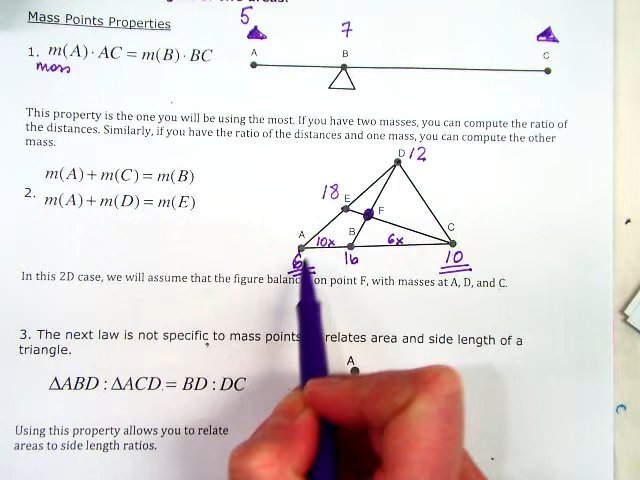 Mass Points Properties
5
7
A
B
C
1. m(A) · AC = m(B) · BC
mass
This property is the one you will be using the most. If you have two masses, you can compute the ratio of
the distances. Similarly, if you have the ratio of the distances and one mass, you can compute the other
mass.
D 12
m(A) + m(C) = m(B)
2. m(A) + m(D) = m(E)
18 E
F
A
B
C
10x
6x
6
16
10
In this 2D case, we will assume that the figure on point F, with masses at A, D, and C.
3. The next law is not specific to mass points relates area and side length of a
triangle.
A
ΔABD : ΔACD = BD : DC
Using this property allows you to relate
areas to side length ratios.